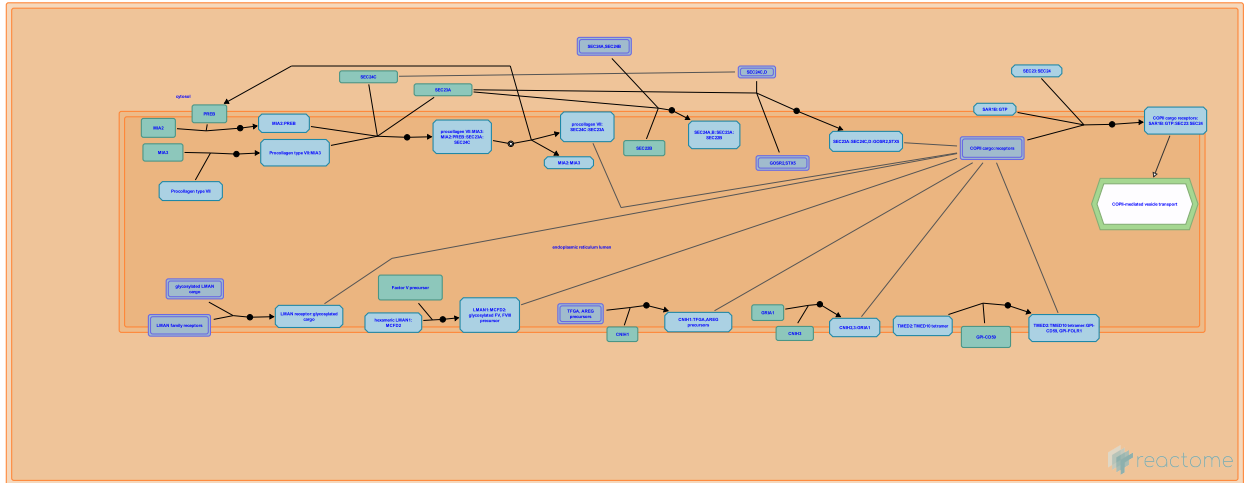 SEC24A,SEC24B
SEC24C
SEC24C,D
SEC23:SEC24
SEC23A
cytosol
SAR1B:GTP
PREB
MIA2
MIA2:PREB
MIA3
Procollagen type VII:MIA3
procollagen VII:MIA3:
MIA2:PREB:SEC23A:
SEC24C
procollagen VII:
SEC24C:SEC23A
MIA2:MIA3
SEC22B
SEC24A,B:SEC23A:
SEC22B
GOSR2,STX5
SEC23A:SEC24C,D:GOSR2,STX5
COPII cargo receptors
COPII cargo receptors:
SAR1B:GTP:SEC23:SEC24
Procollagen type VII
COPII-mediated vesicle transport
endoplasmic reticulum lumen
glycosylated LMAN
cargo
LMAN family receptors
LMAN receptor:glycosylated
cargo
Factor V precursor
hexameric LMAN1:
MCFD2
LMAN1:MCFD2:
glycosylated FV, FVIII
precursor
TFGA, AREG
precursors
CNIH1
CNIH1:TFGA,AREG
precursors
GRIA1
CNIH3
CNIH2,3:GRIA1
TMED2:TMED10 tetramer
GPI-CD59
TMED2:TMED10 tetramer:GPI-
CD59, GPI-FOLR1
reactome